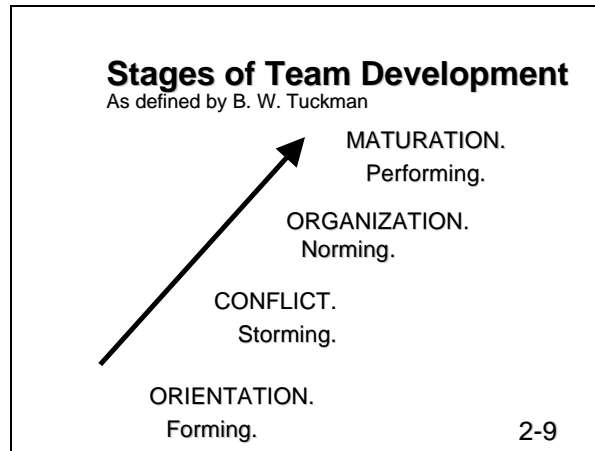 Stages of Team Development
As defined by B. W. Tuckman
MATURATION.
Performing.
ORGANIZATION.
Norming.
CONFLICT.
Storming.
ORIENTATION.
Forming.
2-9